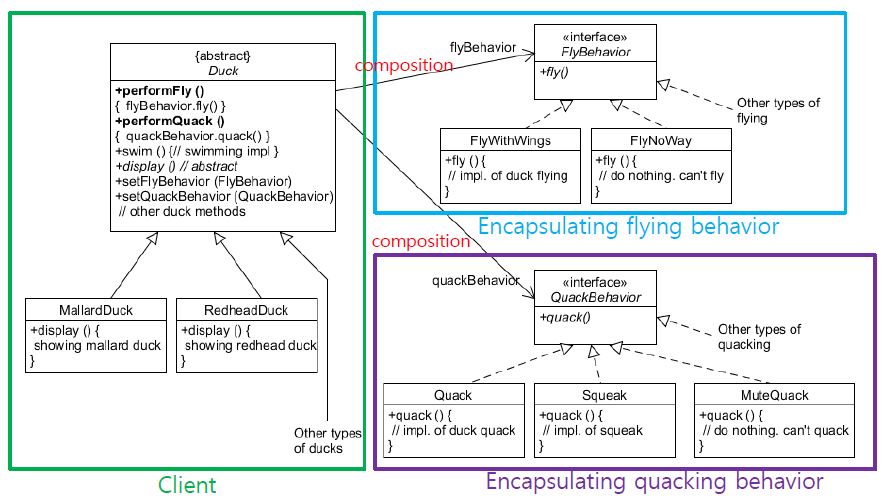 {abstract}
Duck
+performFly ()
{ flyBehavior.fly() }
+performQuack ()
{ quackBehavior.quack() }
+swim () {// swimming impl }
+display () // abstract
+setFlyBehavior (FlyBehavior)
+setQuackBehavior (QuackBehavior)
// other duck methods
MallardDuck
+display () {
showing mallard duck
}
RedheadDuck
+display () {
showing redhead duck
}
Other types
of ducks
Client
composition
flyBehavior
«interface»
FlyBehavior
+fly()
Other types of
flying
FlyWithWings
+fly () {
// impl. of duck flying
}
FlyNoWay
+fly () {
// do nothing. can't fly
}
Encapsulating flying behavior
composition
quackBehavior
«interface»
QuackBehavior
+quack()
Other types of
quacking
Quack
+quack () {
// impl. of duck quack
}
Squeak
+quack () {
// impl. of squeak
}
MuteQuack
+quack () {
// do nothing. can't quack
}
Encapsulating quacking behavior